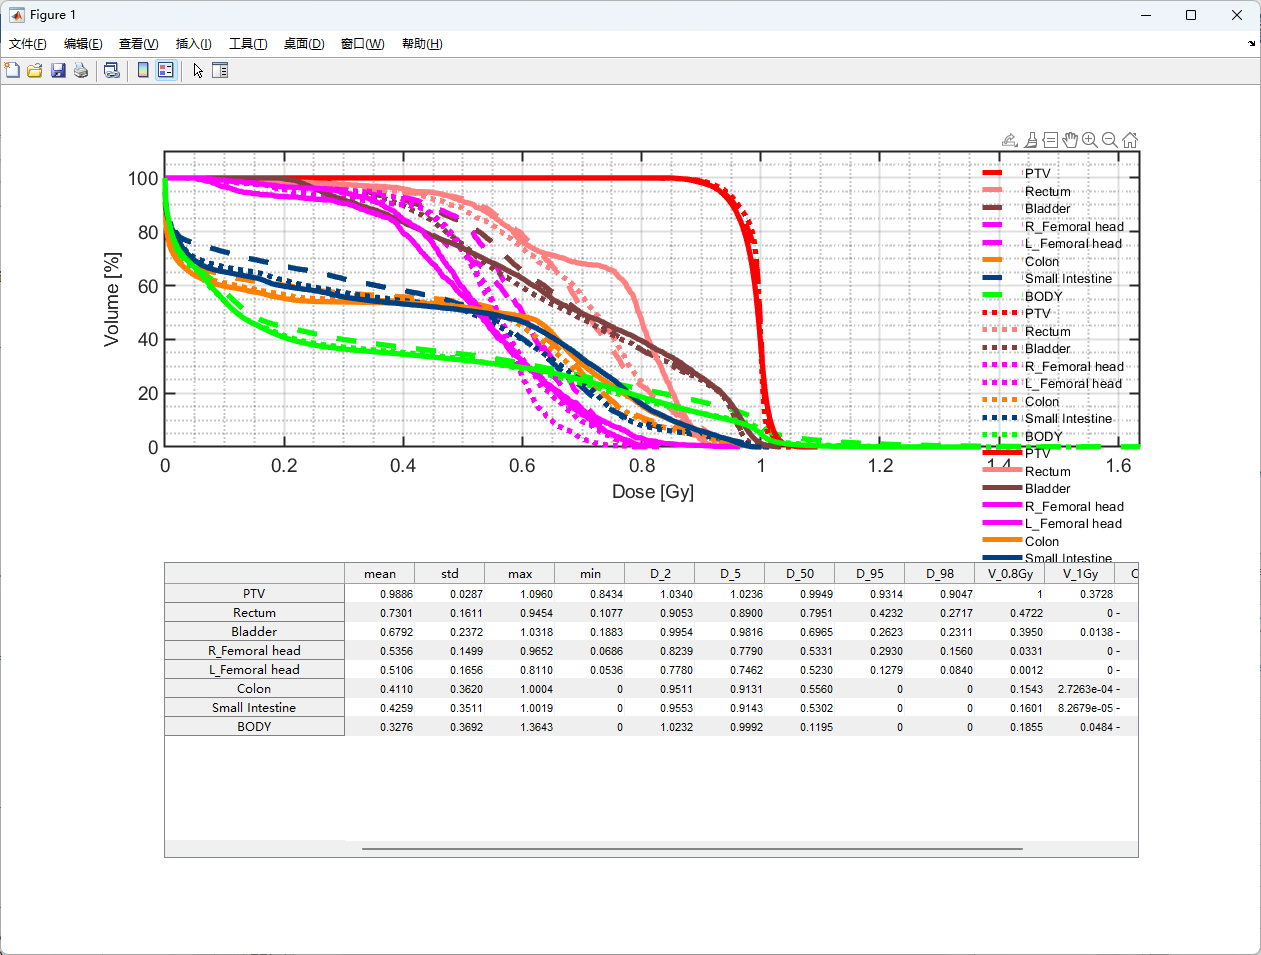 Figure 1
文件(F) 编辑(E) 查看(V) 插入(I) 工具(T) 桌面(D) 窗口(W) 帮助(H)
Volume [%]
100
80
60
40
20
0
0 0.2 0.4 0.6 0.8 1 1.2 1.4 1.6
Dose [Gy]
PTV
Rectum
Bladder
R_Femoral head
L_Femoral head
Colon
Small Intestine
BODY
PTV
Rectum
Bladder
R_Femoral head
L_Femoral head
Colon
Small Intestine
BODY
PTV
Rectum
Bladder
R_Femoral head
L_Femoral head
Colon
Small Intestine
mean std max min D_2 D_5 D_50 D_95 D_98 V_0.8Gy V_1Gy C
PTV 0.9886 0.0287 1.0960 0.8434 1.0340 1.0236 0.9949 0.9314 0.9047 1 0.3728
Rectum 0.7301 0.1611 0.9454 0.1077 0.9053 0.8900 0.7951 0.4232 0.2717 0.4722 0 -
Bladder 0.6792 0.2372 1.0318 0.1883 0.9954 0.9816 0.6965 0.2623 0.2311 0.3950 0.0138 -
R_Femoral head 0.5356 0.1499 0.9652 0.0686 0.8239 0.7790 0.5331 0.2930 0.1560 0.0331 0 -
L_Femoral head 0.5106 0.1656 0.8110 0.0536 0.7780 0.7462 0.5230 0.1279 0.0840 0.0012 0 -
Colon 0.4110 0.3620 1.0004 0 0.9511 0.9131 0.5560 0 0 0.1543 2.7263e-04 -
Small Intestine 0.4259 0.3511 1.0019 0 0.9553 0.9143 0.5302 0 0 0.1601 8.2679e-05 -
BODY 0.3276 0.3692 1.3643 0 1.0232 0.9992 0.1195 0 0 0.1855 0.0484 -